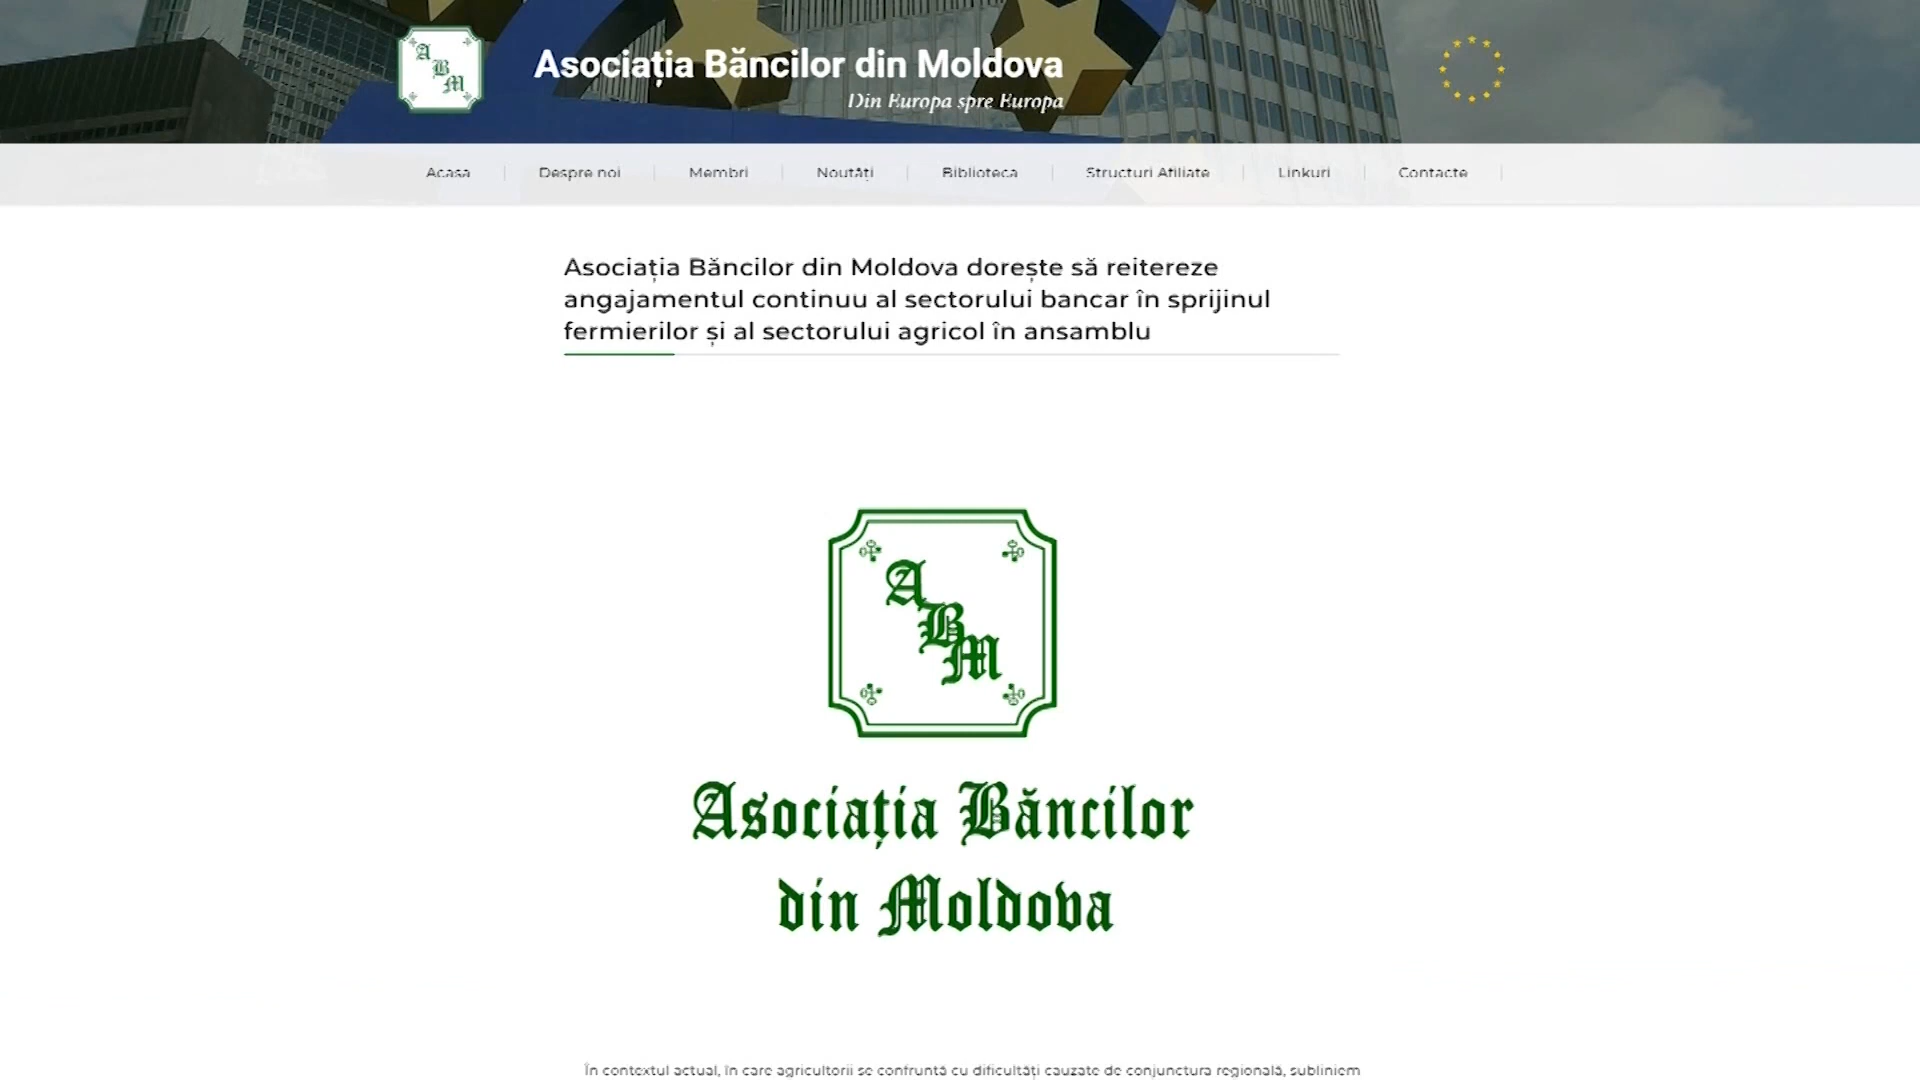 A
B
M
Asociația Băncilor din Moldova
Din Europa spre Europa
Acasa
Despre noi
Membri
Noutăți
Biblioteca
Structuri Afiliate
Linkuri
Contacte
Asociația Băncilor din Moldova dorește să reitereze
angajamentul continuu al sectorului bancar în sprijinul
fermierilor și al sectorului agricol în ansamblu
A
B
M
Asociația Băncilor
din Moldova
În contextul actual, în care agricultorii se confruntă cu dificultăți cauzate de conjunctura regională, subliniem